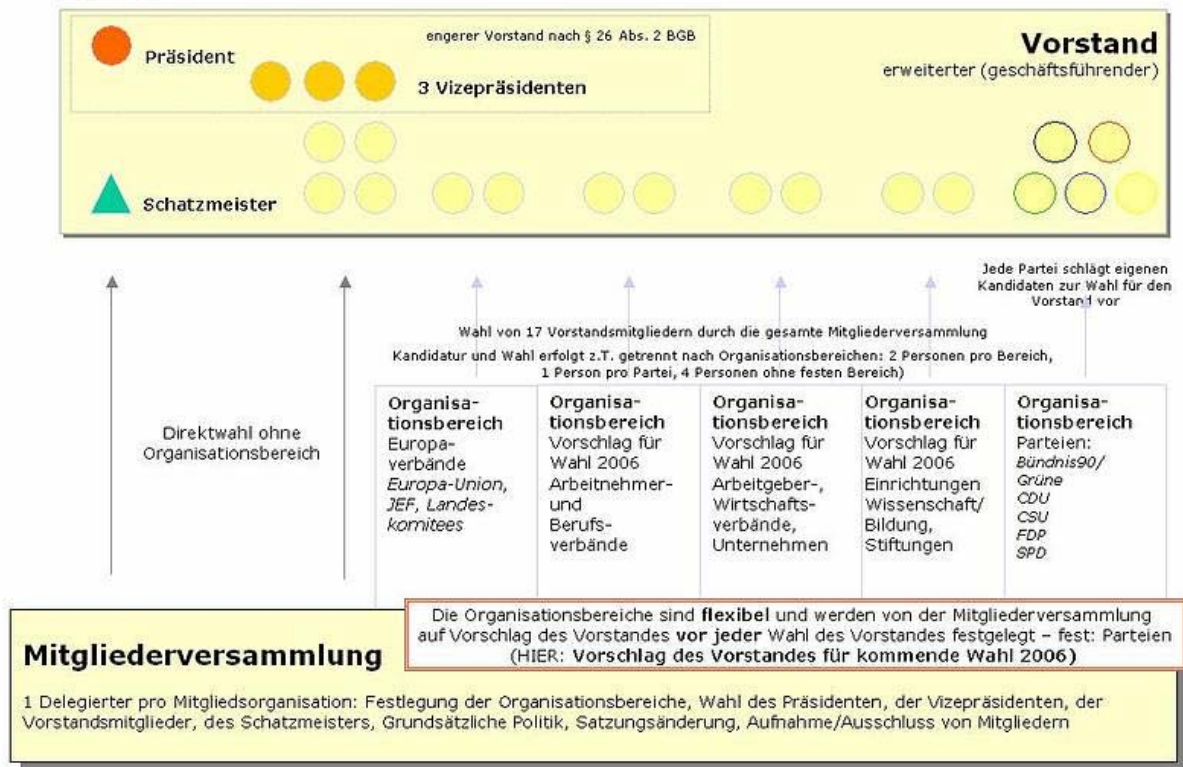 engerer Vorstand nach § 26 Abs. 2 BGB
Vorstand
erweiterter (geschäftsführender)
Präsident
3 Vizepräsidenten
Schatzmeister
Jede Partei schlägt eigenen
Kandidaten zur Wahl für den
Vorstand vor
Wahl von 17 Vorstandsmitgliedern durch die gesamte Mitgliederversammlung
Kandidatur und Wahl erfolgt z.T. getrennt nach Organisationsbereichen: 2 Personen pro Bereich,
1 Person pro Partei, 4 Personen ohne festen Bereich)
Direktwahl ohne
Organisationsbereich
Organisa-
tionsbereich
Europa-
verbände
Europa-Union,
JEF, Landes-
komitees
Organisa-
tionsbereich
Vorschlag für
Wahl 2006
Arbeitnehmer-
und
Berufs-
verbände
Organisa-
tionsbereich
Vorschlag für
Wahl 2006
Arbeitgeber-,
Wirtschafts-
verbände,
Unternehmen
Organisa-
tionsbereich
Vorschlag für
Wahl 2006
Einrichtungen
Wissenschaft/
Bildung,
Stiftungen
Organisa-
tionsbereich
Parteien:
Bündnis90/
Grüne
CDU
CSU
FDP
SPD
Die Organisationsbereiche sind flexibel und werden von der Mitgliederversammlung
auf Vorschlag des Vorstandes vor jeder Wahl des Vorstandes festgelegt – fest: Parteien
(HIER: Vorschlag des Vorstandes für kommende Wahl 2006)
Mitgliederversammlung
1 Delegierter pro Mitgliedsorganisation: Festlegung der Organisationsbereiche, Wahl des Präsidenten, der Vizepräsidenten, der
Vorstandsmitglieder, des Schatzmeisters, Grundsätzliche Politik, Satzungsänderung, Aufnahme/Ausschluss von Mitgliedern